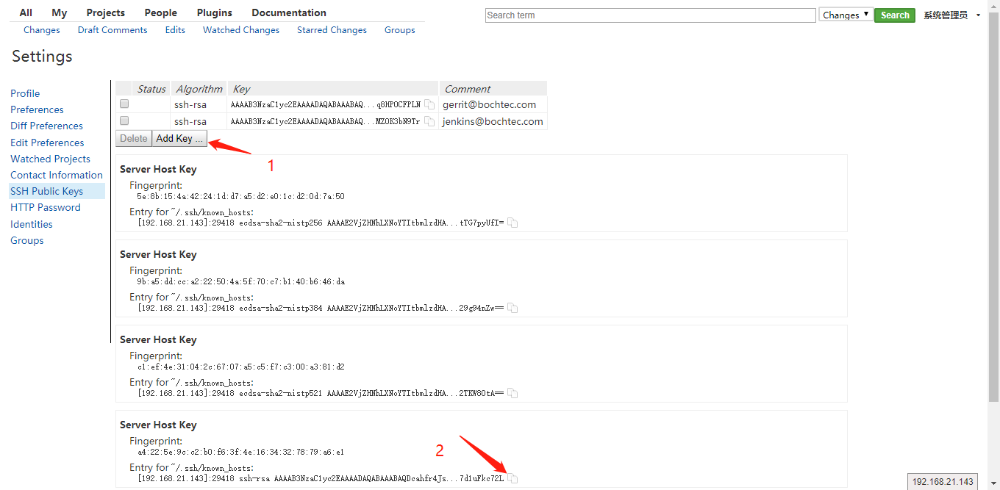 All My Projects People Plugins Documentation
Search term Changes ▼ Search 系统管理员
Changes Draft Comments Edits Watched Changes Starred Changes Groups
Settings
Profile
Preferences
Diff Preferences
Edit Preferences
Watched Projects
Contact Information
SSH Public Keys
HTTP Password
Identities
Groups
Status Algorithm Key Comment
ssh-rsa AAAAB3NzaC1yc2EAAAADAQABAAABAQ...q8HPOCFPLN gerrit@bochtec.com
ssh-rsa AAAAB3NzaC1yc2EAAAADAQABAAABAQ...MZOK3bN9Tr jenkins@bochtec.com
Delete Add Key ...
1
Server Host Key
Fingerprint:
5e:8b:15:4a:42:24:1d:d7:a5:d2:e0:1c:d2:0d:7a:50
Entry for ~/.ssh/known_hosts:
[192.168.21.143]:29418 ecdsa-sha2-nistp256 AAAAE2VjZHNhLXNoYTItbmlzdHA...tTG7pyUfI=
Server Host Key
Fingerprint:
9b:a5:dd:cc:a2:22:50:4a:5f:70:c7:b1:40:b6:46:da
Entry for ~/.ssh/known_hosts:
[192.168.21.143]:29418 ecdsa-sha2-nistp384 AAAAE2VjZHNhLXNoYTItbmlzdHA...29g94nZw==
Server Host Key
Fingerprint:
c1:ef:4e:31:04:2c:67:07:a5:c5:f7:c3:00:a3:81:d2
Entry for ~/.ssh/known_hosts:
[192.168.21.143]:29418 ecdsa-sha2-nistp521 AAAAE2VjZHNhLXNoYTItbmlzdHA...2TKW8OtA==
Server Host Key
Fingerprint:
a4:22:5e:9c:c2:b0:f6:3f:4e:16:34:32:78:79:a6:e1
2
Entry for ~/.ssh/known_hosts:
[192.168.21.143]:29418 ssh-rsa AAAAB3NzaC1yc2EAAAADAQABAAABAQDcahfr4Js...7d1uFkc72L
192.168.21.143